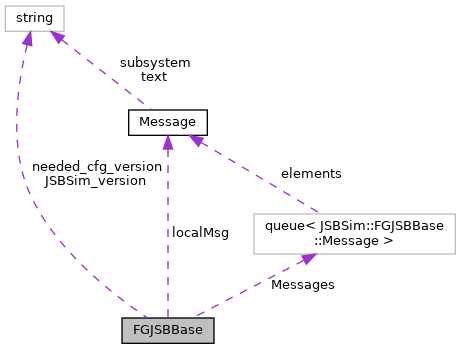 string
subsystem
text
Message
needed_cfg_version
JSBSim_version
elements
queue< JSBSim::FGJSBBase
::Message >
localMsg
Messages
FGJSBBase